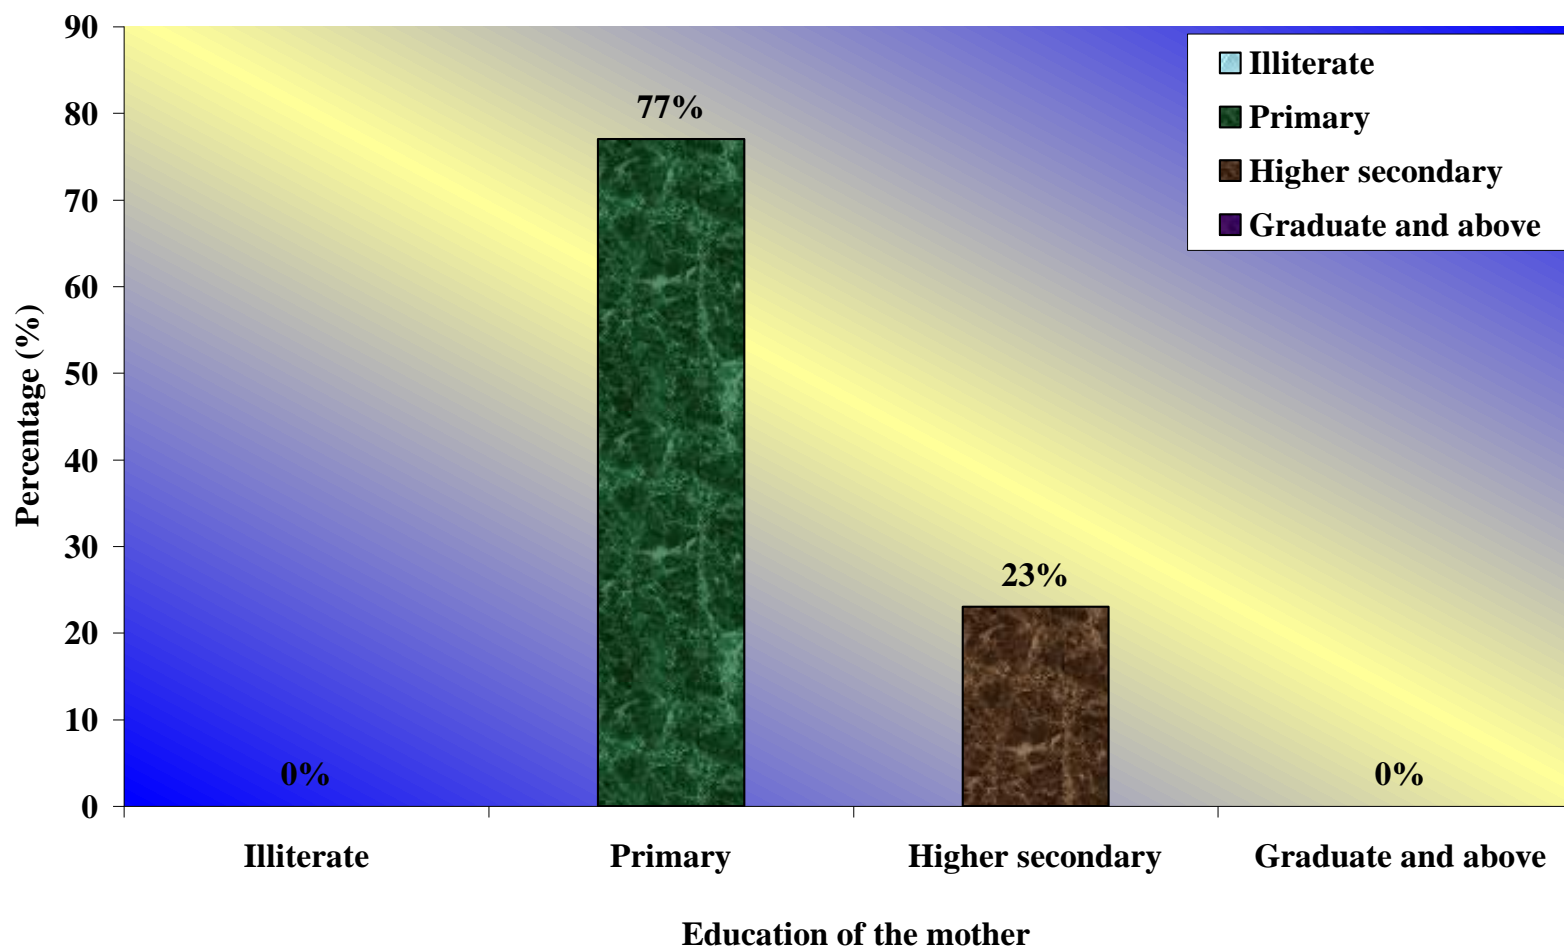 90
80
70
60
50
40
30
20
10
0
Percentage (%)
0%
77%
23%
0%
Illiterate
Primary
Higher secondary
Graduate and above
Illiterate
Primary
Higher secondary
Graduate and above
Education of the mother